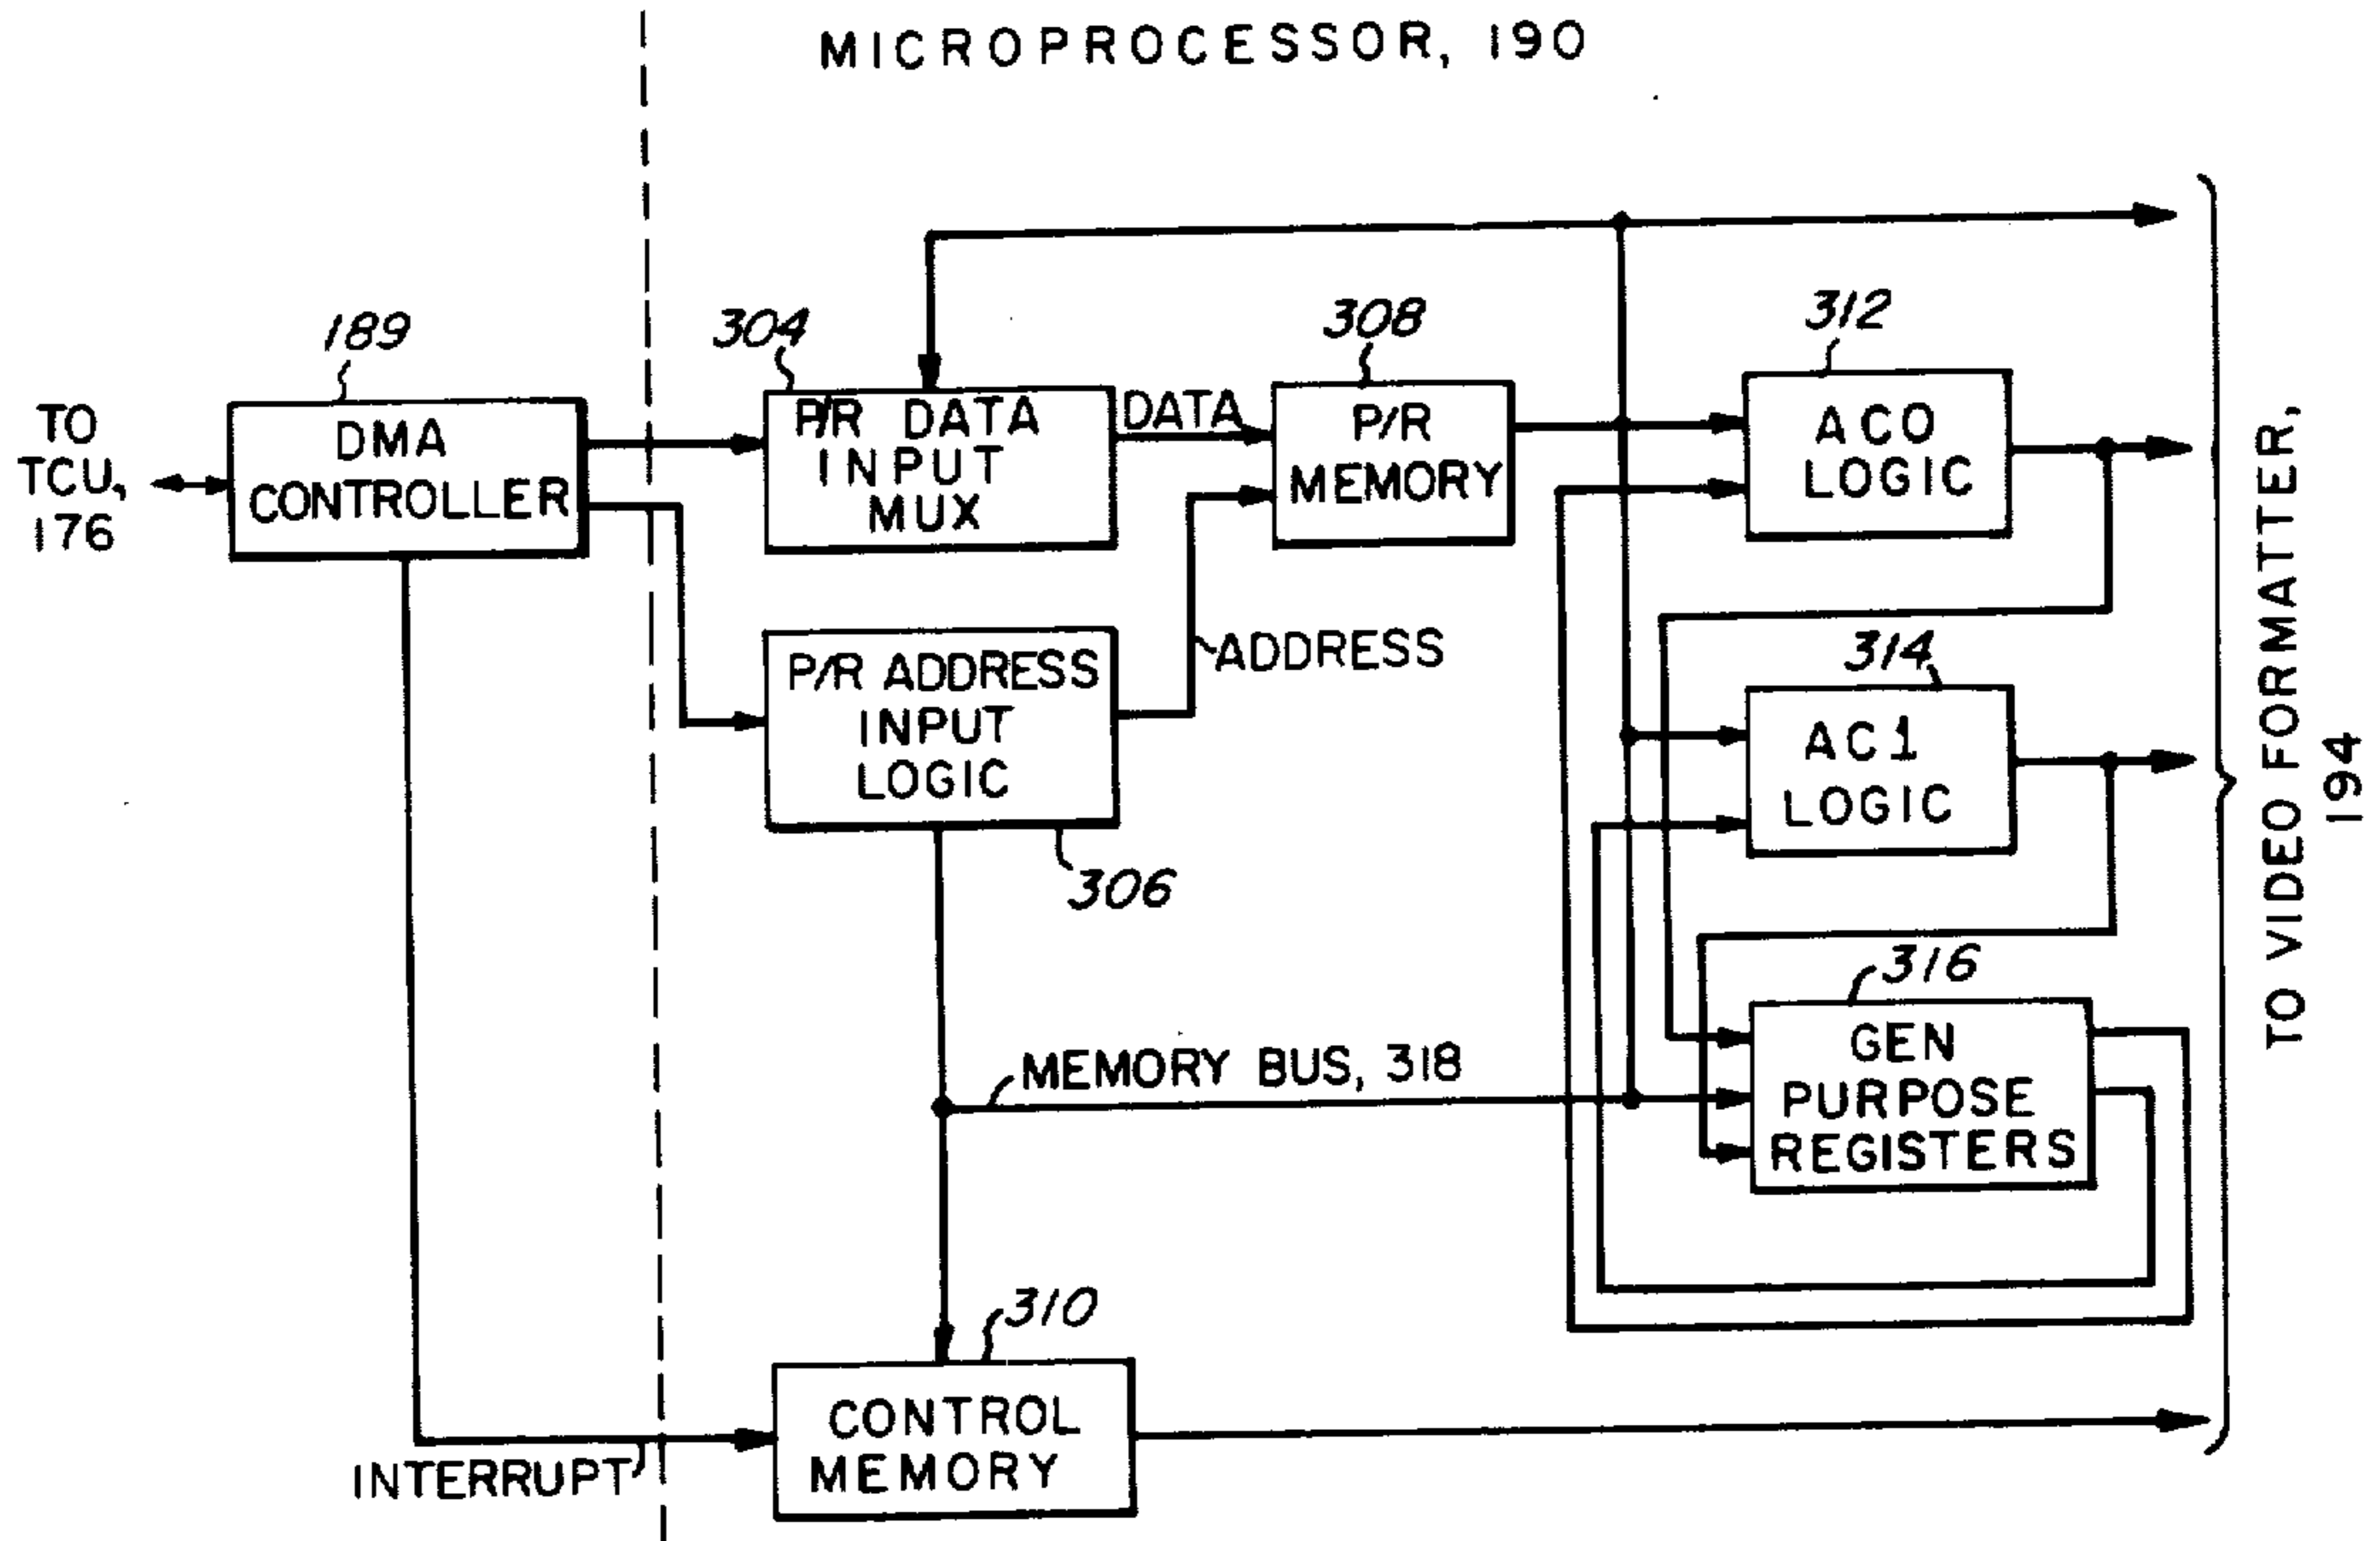 MICROPROCESSOR, 190
189
304
308
312
TO
TCU,
176
DMA
CONTROLLER
P/R DATA
INPUT
MUX
DATA
P/R
MEMORY
AC0
LOGIC
P/R ADDRESS
INPUT
LOGIC
ADDRESS
306
314
AC1
LOGIC
316
GEN
PURPOSE
REGISTERS
MEMORY BUS, 318
310
CONTROL
MEMORY
INTERRUPT
TO VIDEO FORMATTER,
194